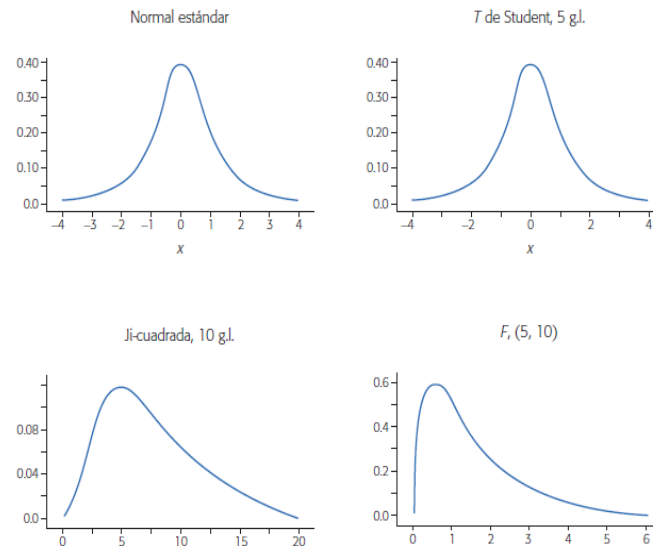 Normal estándar
0.40
0.30
0.20
0.10
0.0
–4 –3 –2 –1 0 1 2 3 4
x
T de Student, 5 g.l.
0.40
0.30
0.20
0.10
0.0
–4 –2 0 2 4
x
Ji-cuadrada, 10 g.l.
0.08
0.04
0.0
0 5 10 15 20
F, (5, 10)
0.6
0.4
0.2
0.0
0 1 2 3 4 5 6